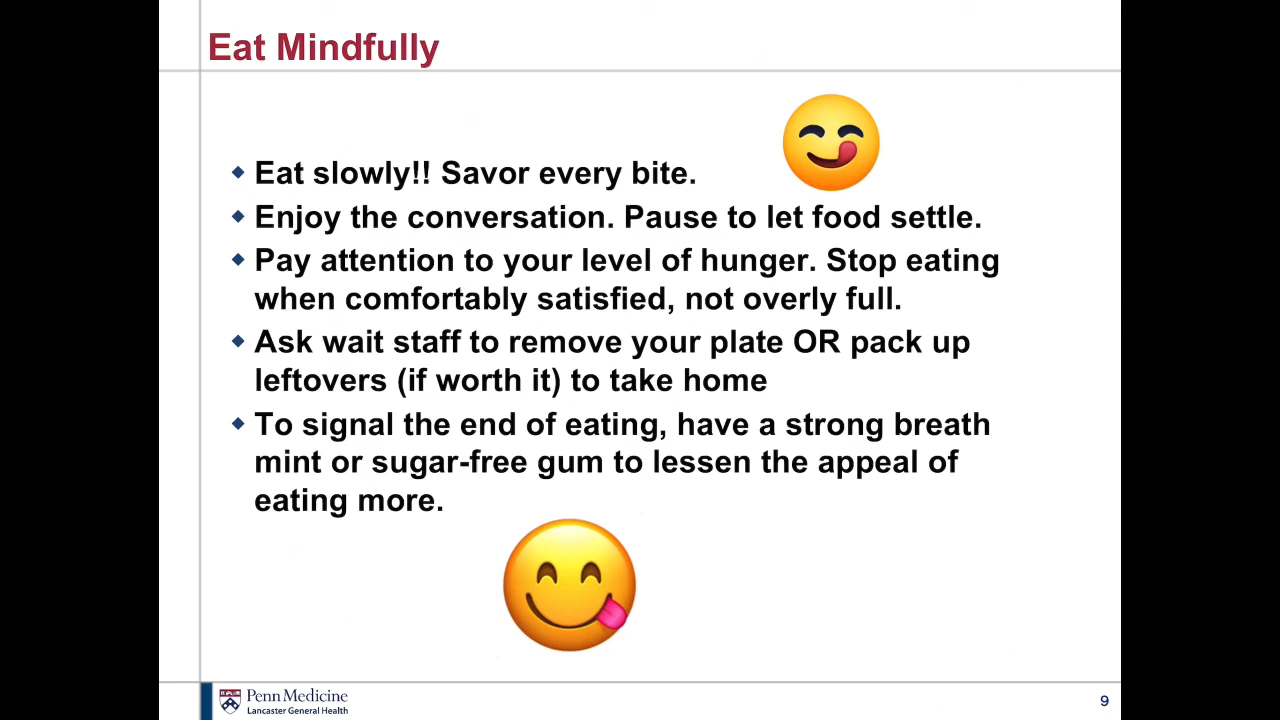 Eat Mindfully
Eat slowly!! Savor every bite.
Enjoy the conversation. Pause to let food settle.
Pay attention to your level of hunger. Stop eating
when comfortably satisfied, not overly full.
Ask wait staff to remove your plate OR pack up
leftovers (if worth it) to take home
To signal the end of eating, have a strong breath
mint or sugar-free gum to lessen the appeal of
eating more.
Penn Medicine
Lancaster General Health
9